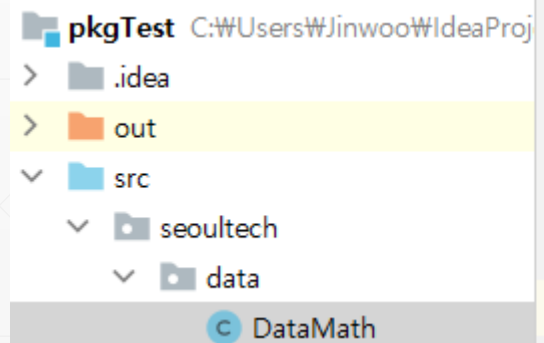 pkgTest C:₩Users₩Jinwoo₩IdeaProj
.idea
out
src
seoultech
data
C DataMath